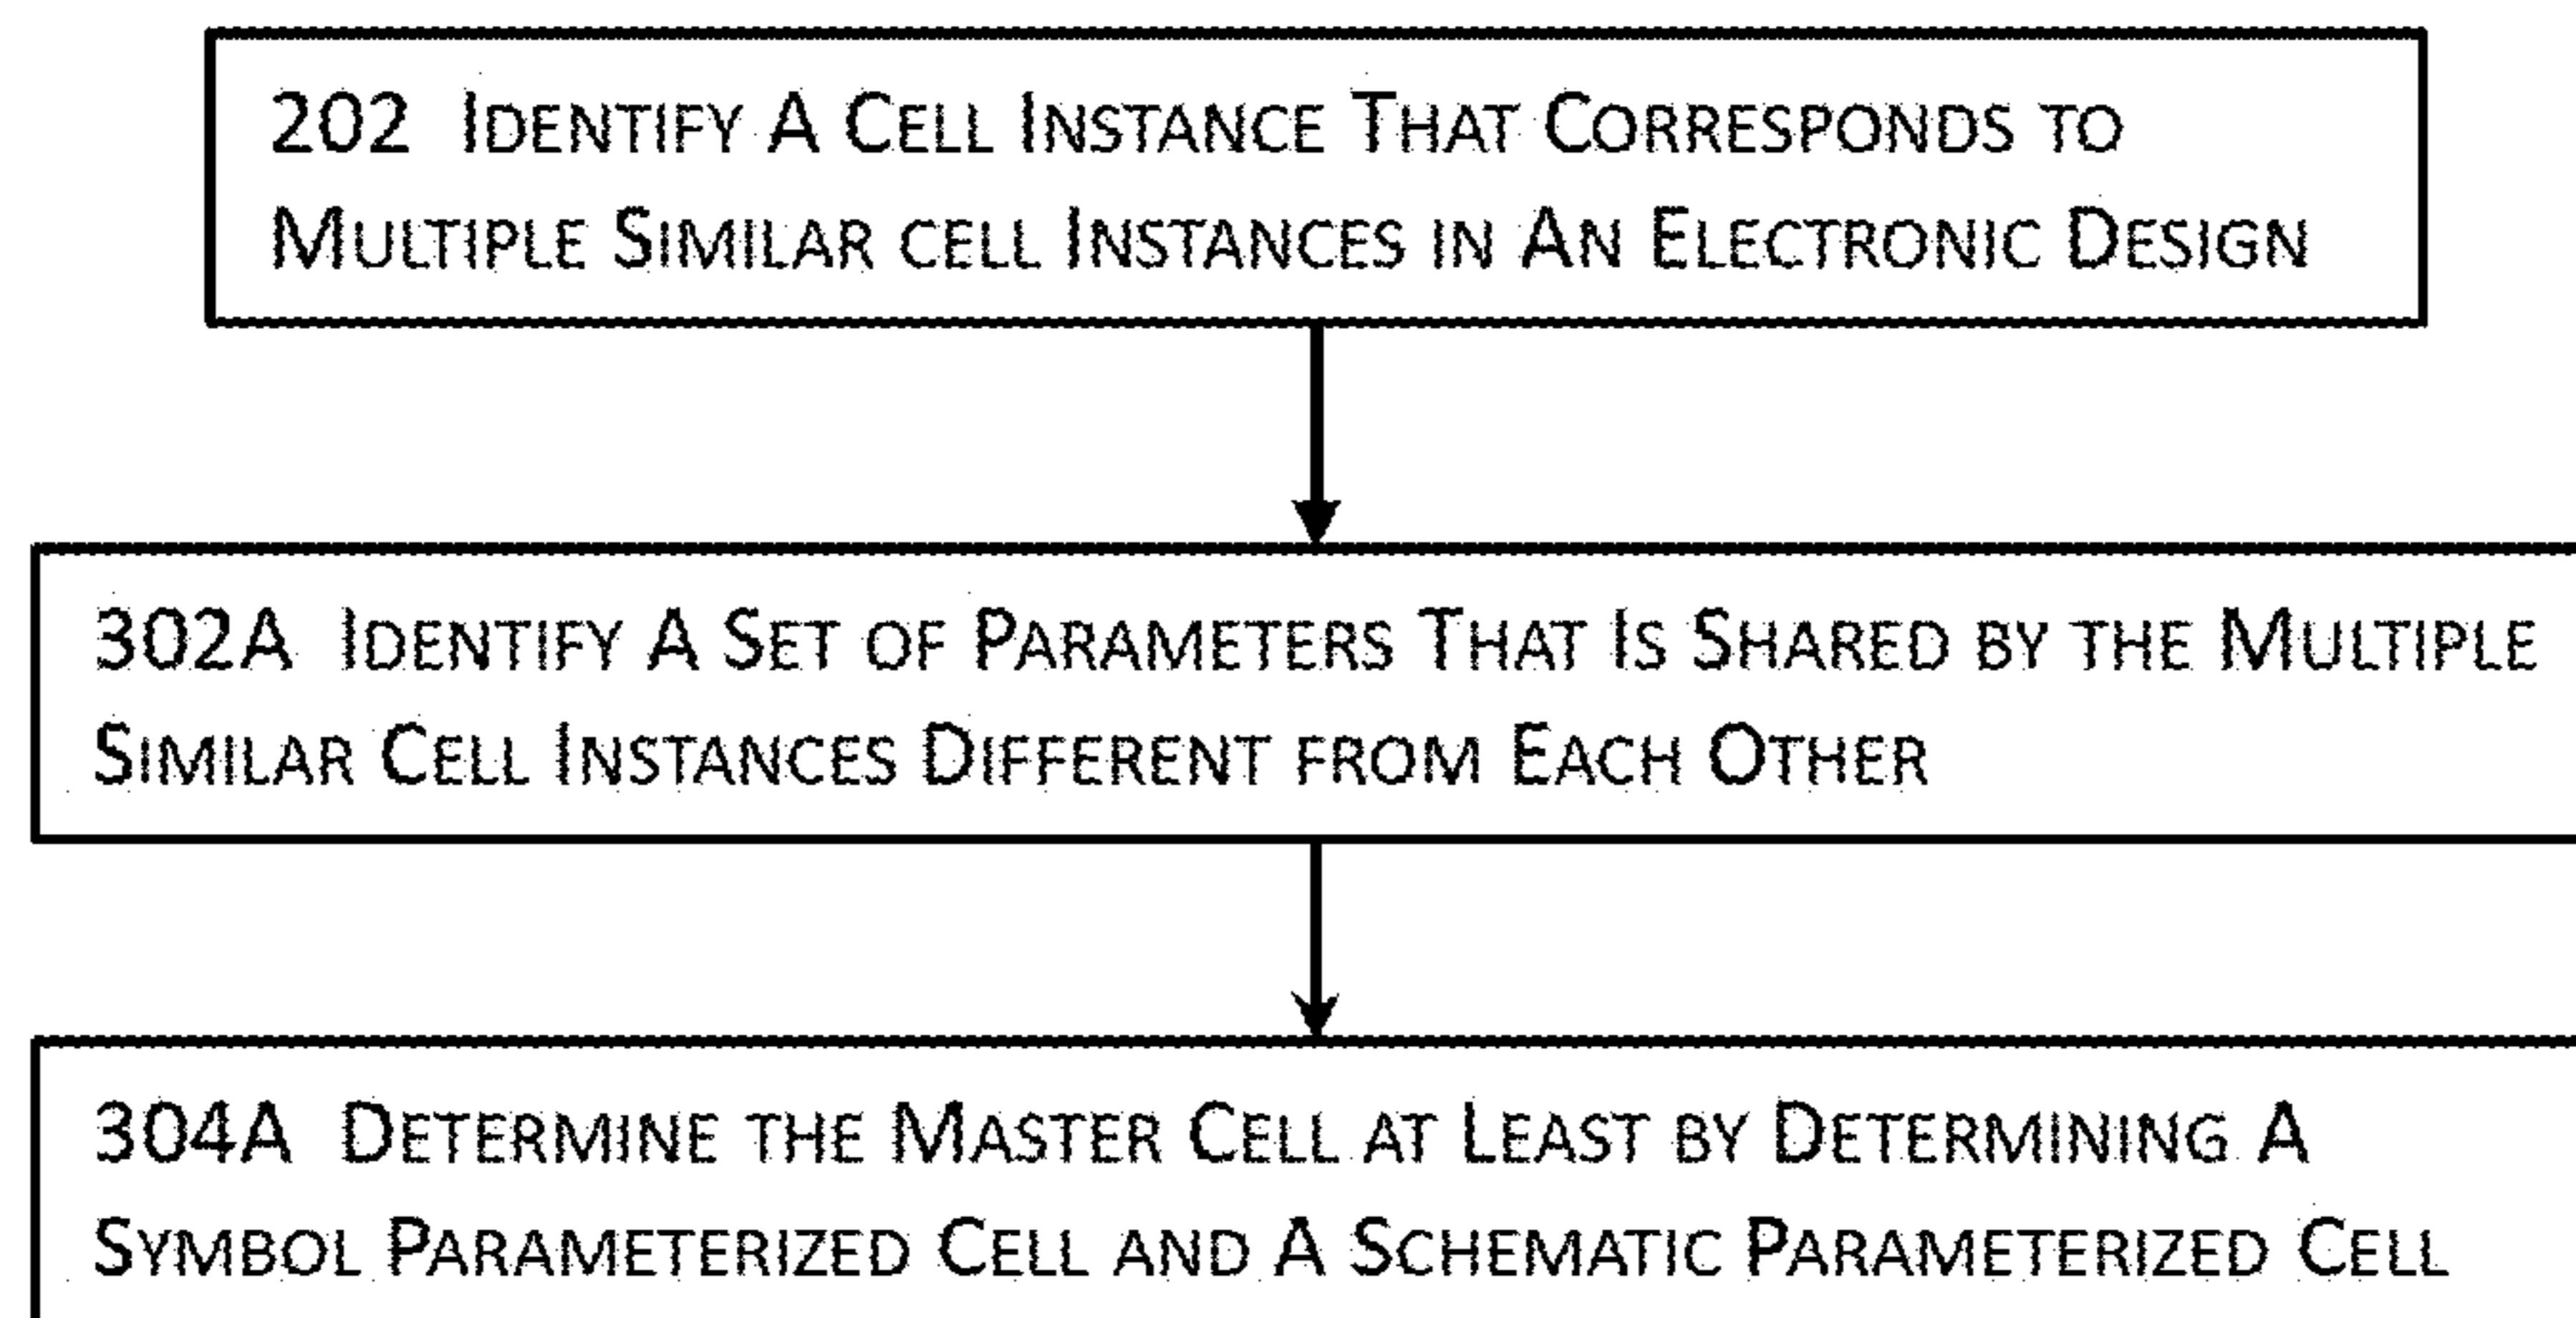 202 Identify A Cell Instance That Corresponds to
Multiple Similar cell Instances in An Electronic Design
302A Identify A Set of Parameters That Is Shared by the Multiple
Similar Cell Instances Different from Each Other
304A Determine the Master Cell at Least by Determining A
Symbol Parameterized Cell and A Schematic Parameterized Cell